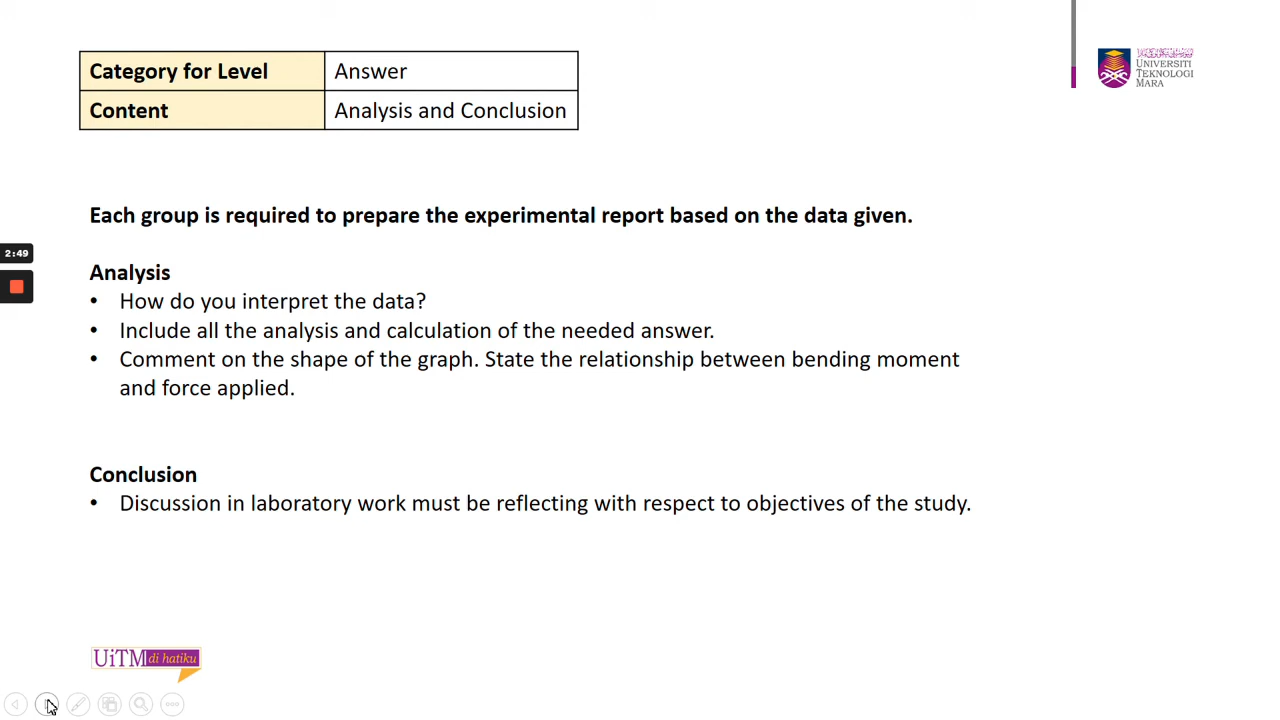 Category for Level Answer
Content Analysis and Conclusion
UNIVERSITI
TEKNOLOGI
MARA
Each group is required to prepare the experimental report based on the data given.
2:49
Analysis
• How do you interpret the data?
• Include all the analysis and calculation of the needed answer.
• Comment on the shape of the graph. State the relationship between bending moment
and force applied.
Conclusion
• Discussion in laboratory work must be reflecting with respect to objectives of the study.
UiTM di hatiku